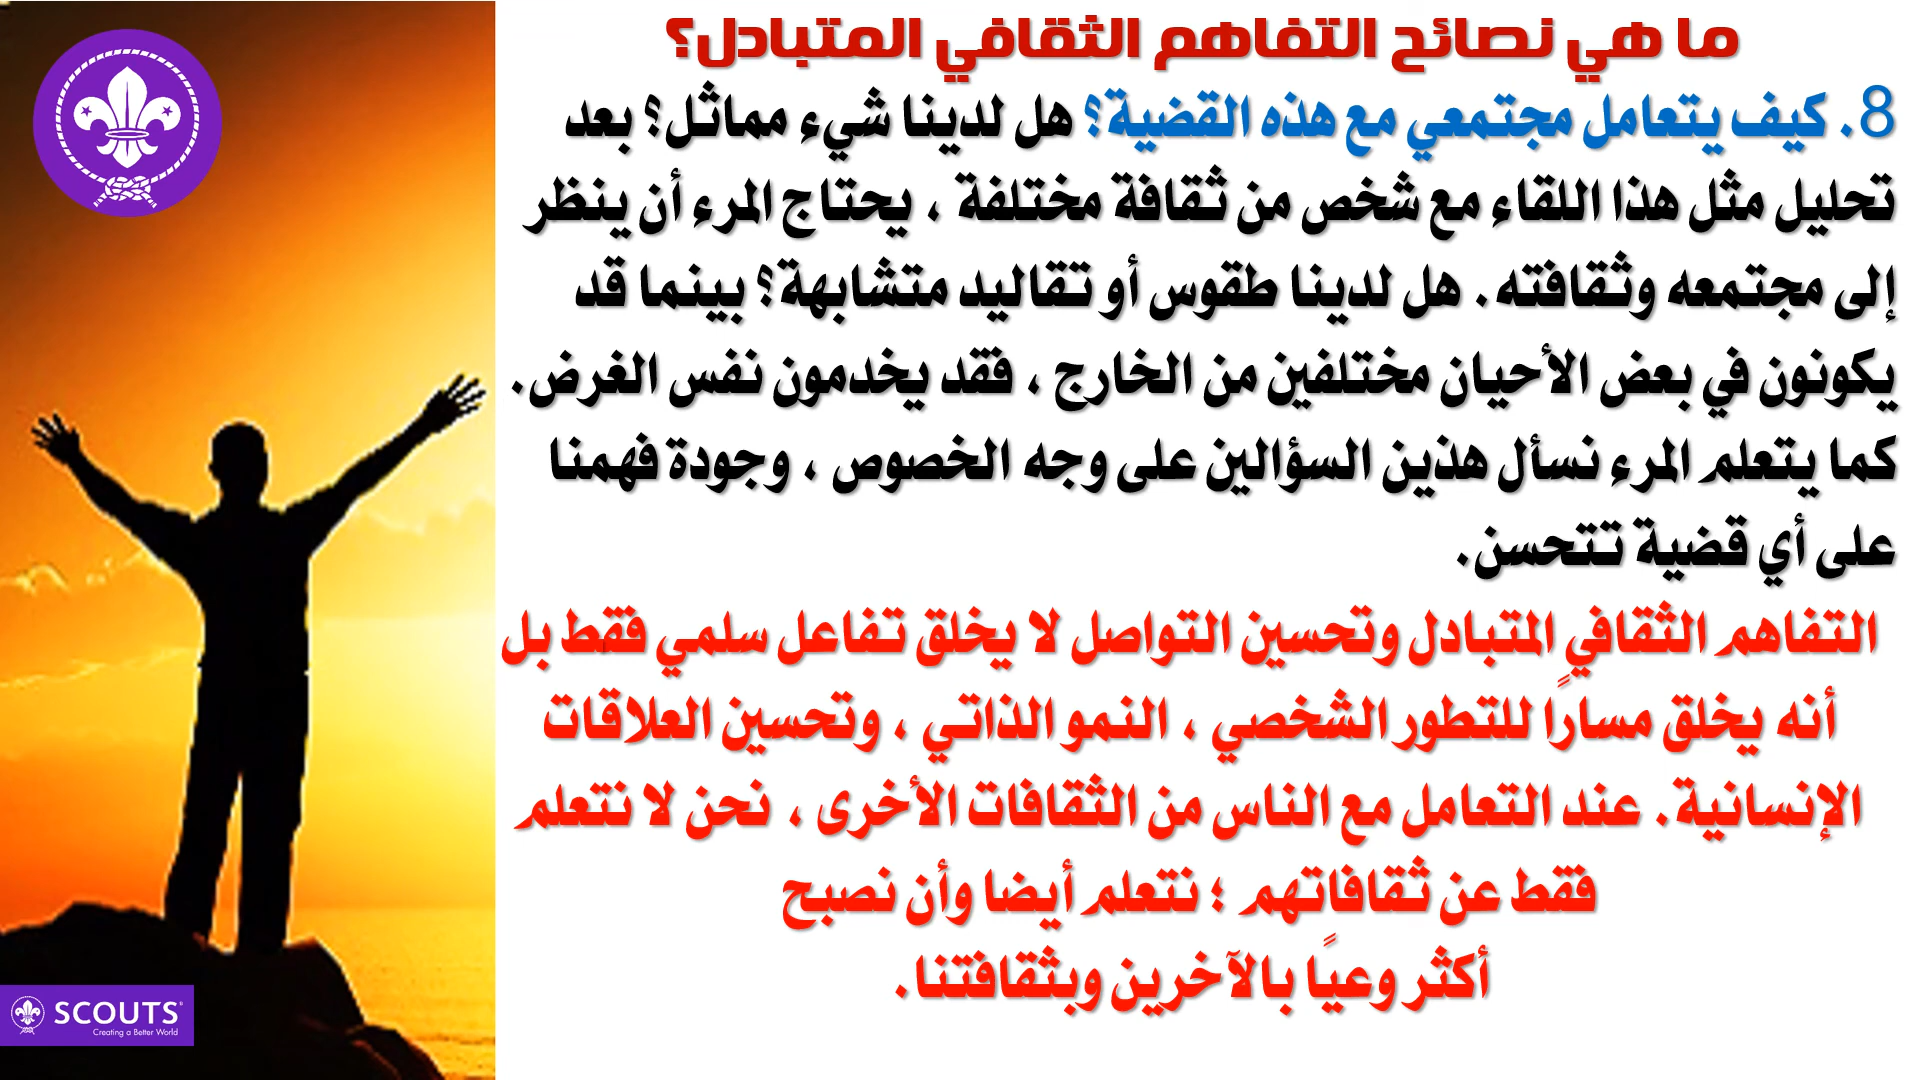 ما هي نصائح التفاهم الثقافي المتبادل؟
8. كيف يتعامل مجتمعي مع هذه القضية؟ هل لدينا شيء مماثل؟ بعد
تحليل مثل هذا اللقاء مع شخص من ثقافة مختلفة ، يحتاج المرء أن ينظر
إلى مجتمعه وثقافته. هل لدينا طقوس أو تقاليد متشابهة؟ بينما قد
يكونون في بعض الأحيان مختلفين من الخارج ، فقد يخدمون نفس الغرض.
كما يتعلم المرء نسأل هذين السؤالين على وجه الخصوص ، وجودة فهمنا
على أي قضية تتحسن.
التفاهم الثقافي المتبادل وتحسين التواصل لا يخلق تفاعل سلمي فقط بل
أنه يخلق مسارًا للتطور الشخصي ، النمو الذاتي ، وتحسين العلاقات
الإنسانية. عند التعامل مع الناس من الثقافات الأخرى ، نحن لا نتعلم
فقط عن ثقافاتهم ؛ نتعلم أيضا وأن نصبح
أكثر وعيًا بالآخرين وبثقافتنا.
SCOUTS®
Creating a Better World